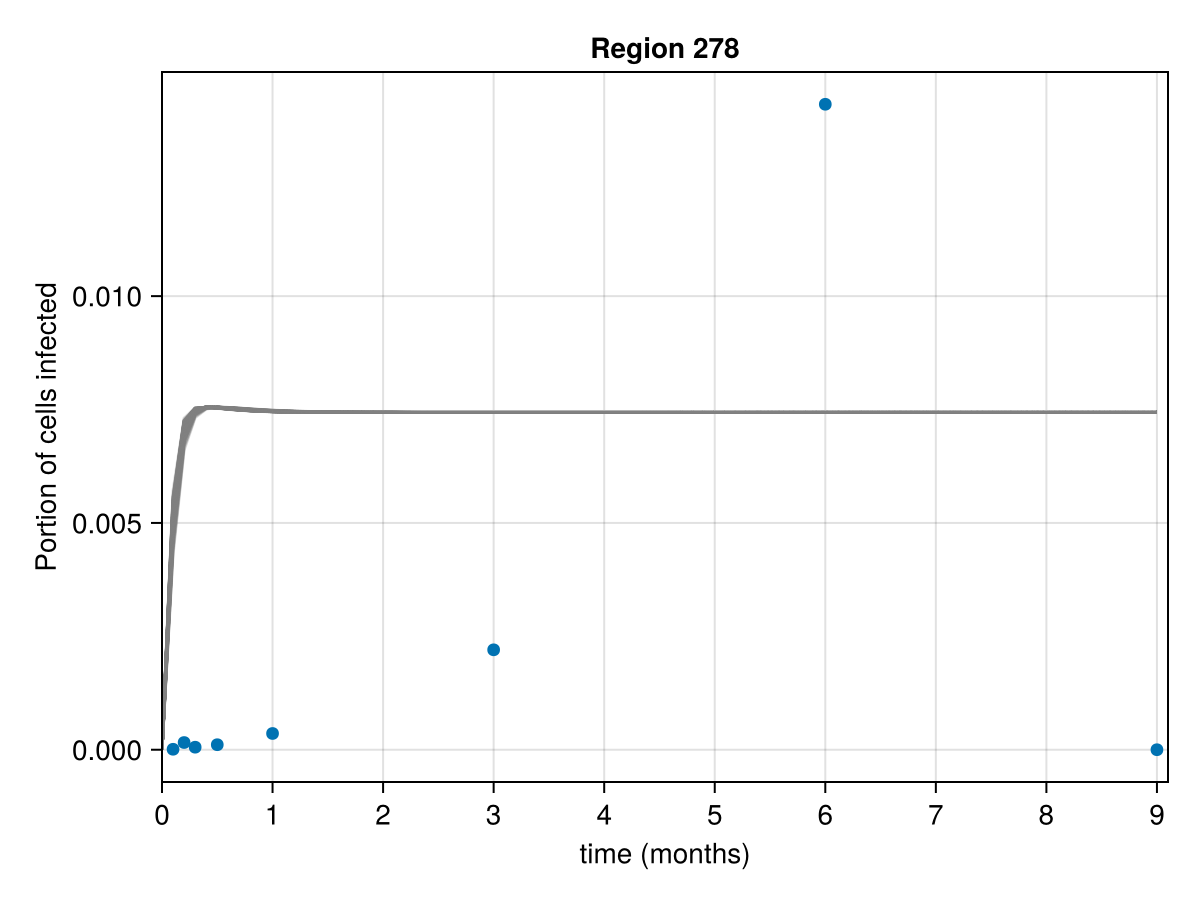 Region 278
Portion of cells infected
0.010
0.005
0.000
0 1 2 3 4 5 6 7 8 9
time (months)